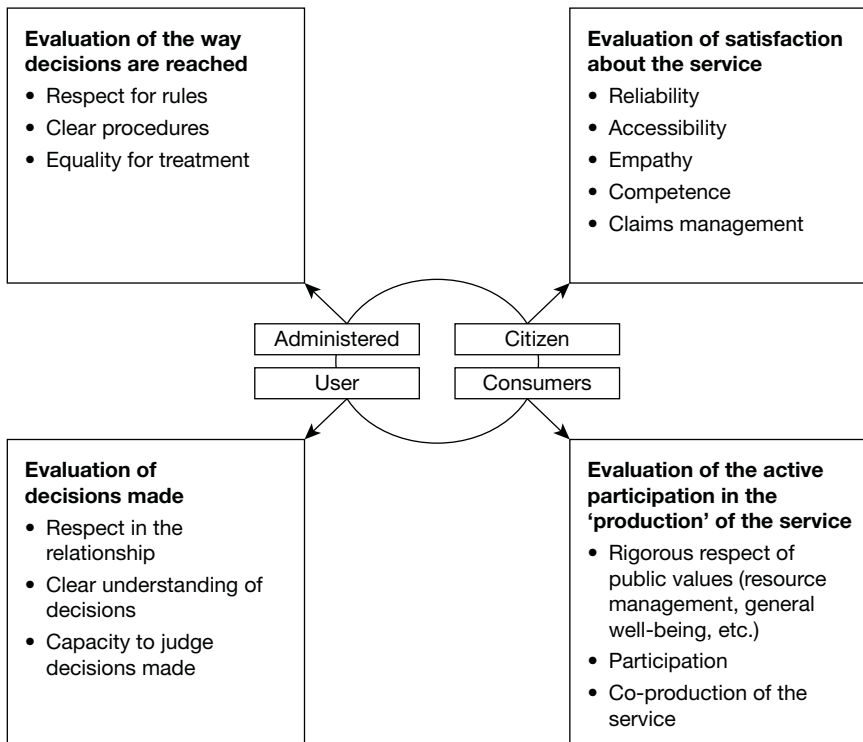 Evaluation of the way
decisions are reached
• Respect for rules
• Clear procedures
• Equality for treatment
Evaluation of satisfaction
about the service
• Reliability
• Accessibility
• Empathy
• Competence
• Claims management
Administered
Citizen
User
Consumers
Evaluation of
decisions made
• Respect in the
relationship
• Clear understanding of
decisions
• Capacity to judge
decisions made
Evaluation of the active
participation in the
‘production’ of the service
• Rigorous respect of
public values (resource
management, general
well-being, etc.)
• Participation
• Co-production of the
service